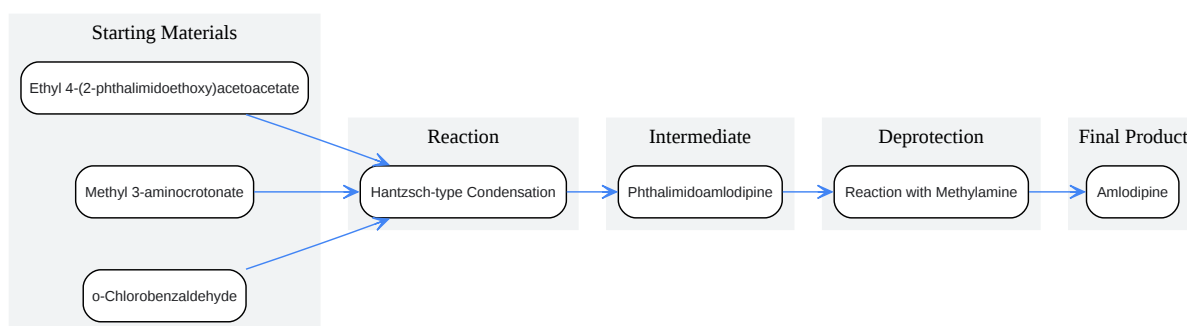 Starting Materials
Ethyl 4-(2-phthalimidoethoxy)acetoacetate
Methyl 3-aminocrotonate
o-Chlorobenzaldehyde
Reaction
Hantzsch-type Condensation
Intermediate
Phthalimidoamlodipine
Deprotection
Reaction with Methylamine
Final Product
Amlodipine